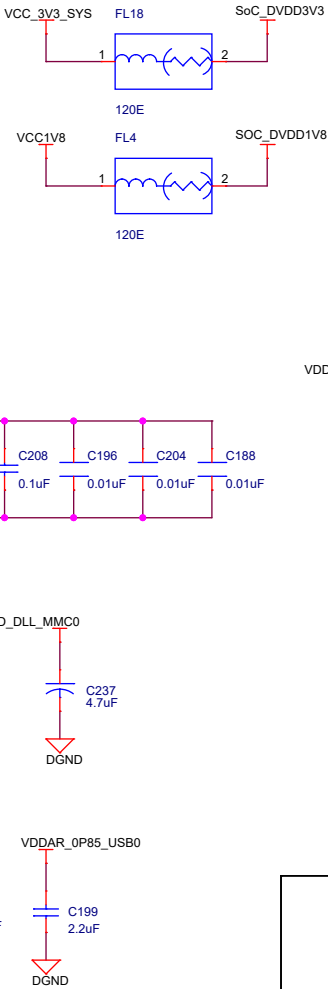 VCC_3V3_SYS FL18 SoC_DVDD3V3
1 2
120E
VCC1V8 FL4 SOC_DVDD1V8
1 2
120E
VDD
C208 C196 C204 C188
0.1uF 0.01uF 0.01uF 0.01uF
D_DLL_MMC0
C237
4.7uF
DGND
VDDAR_0P85_USB0
C199
2.2uF
DGND